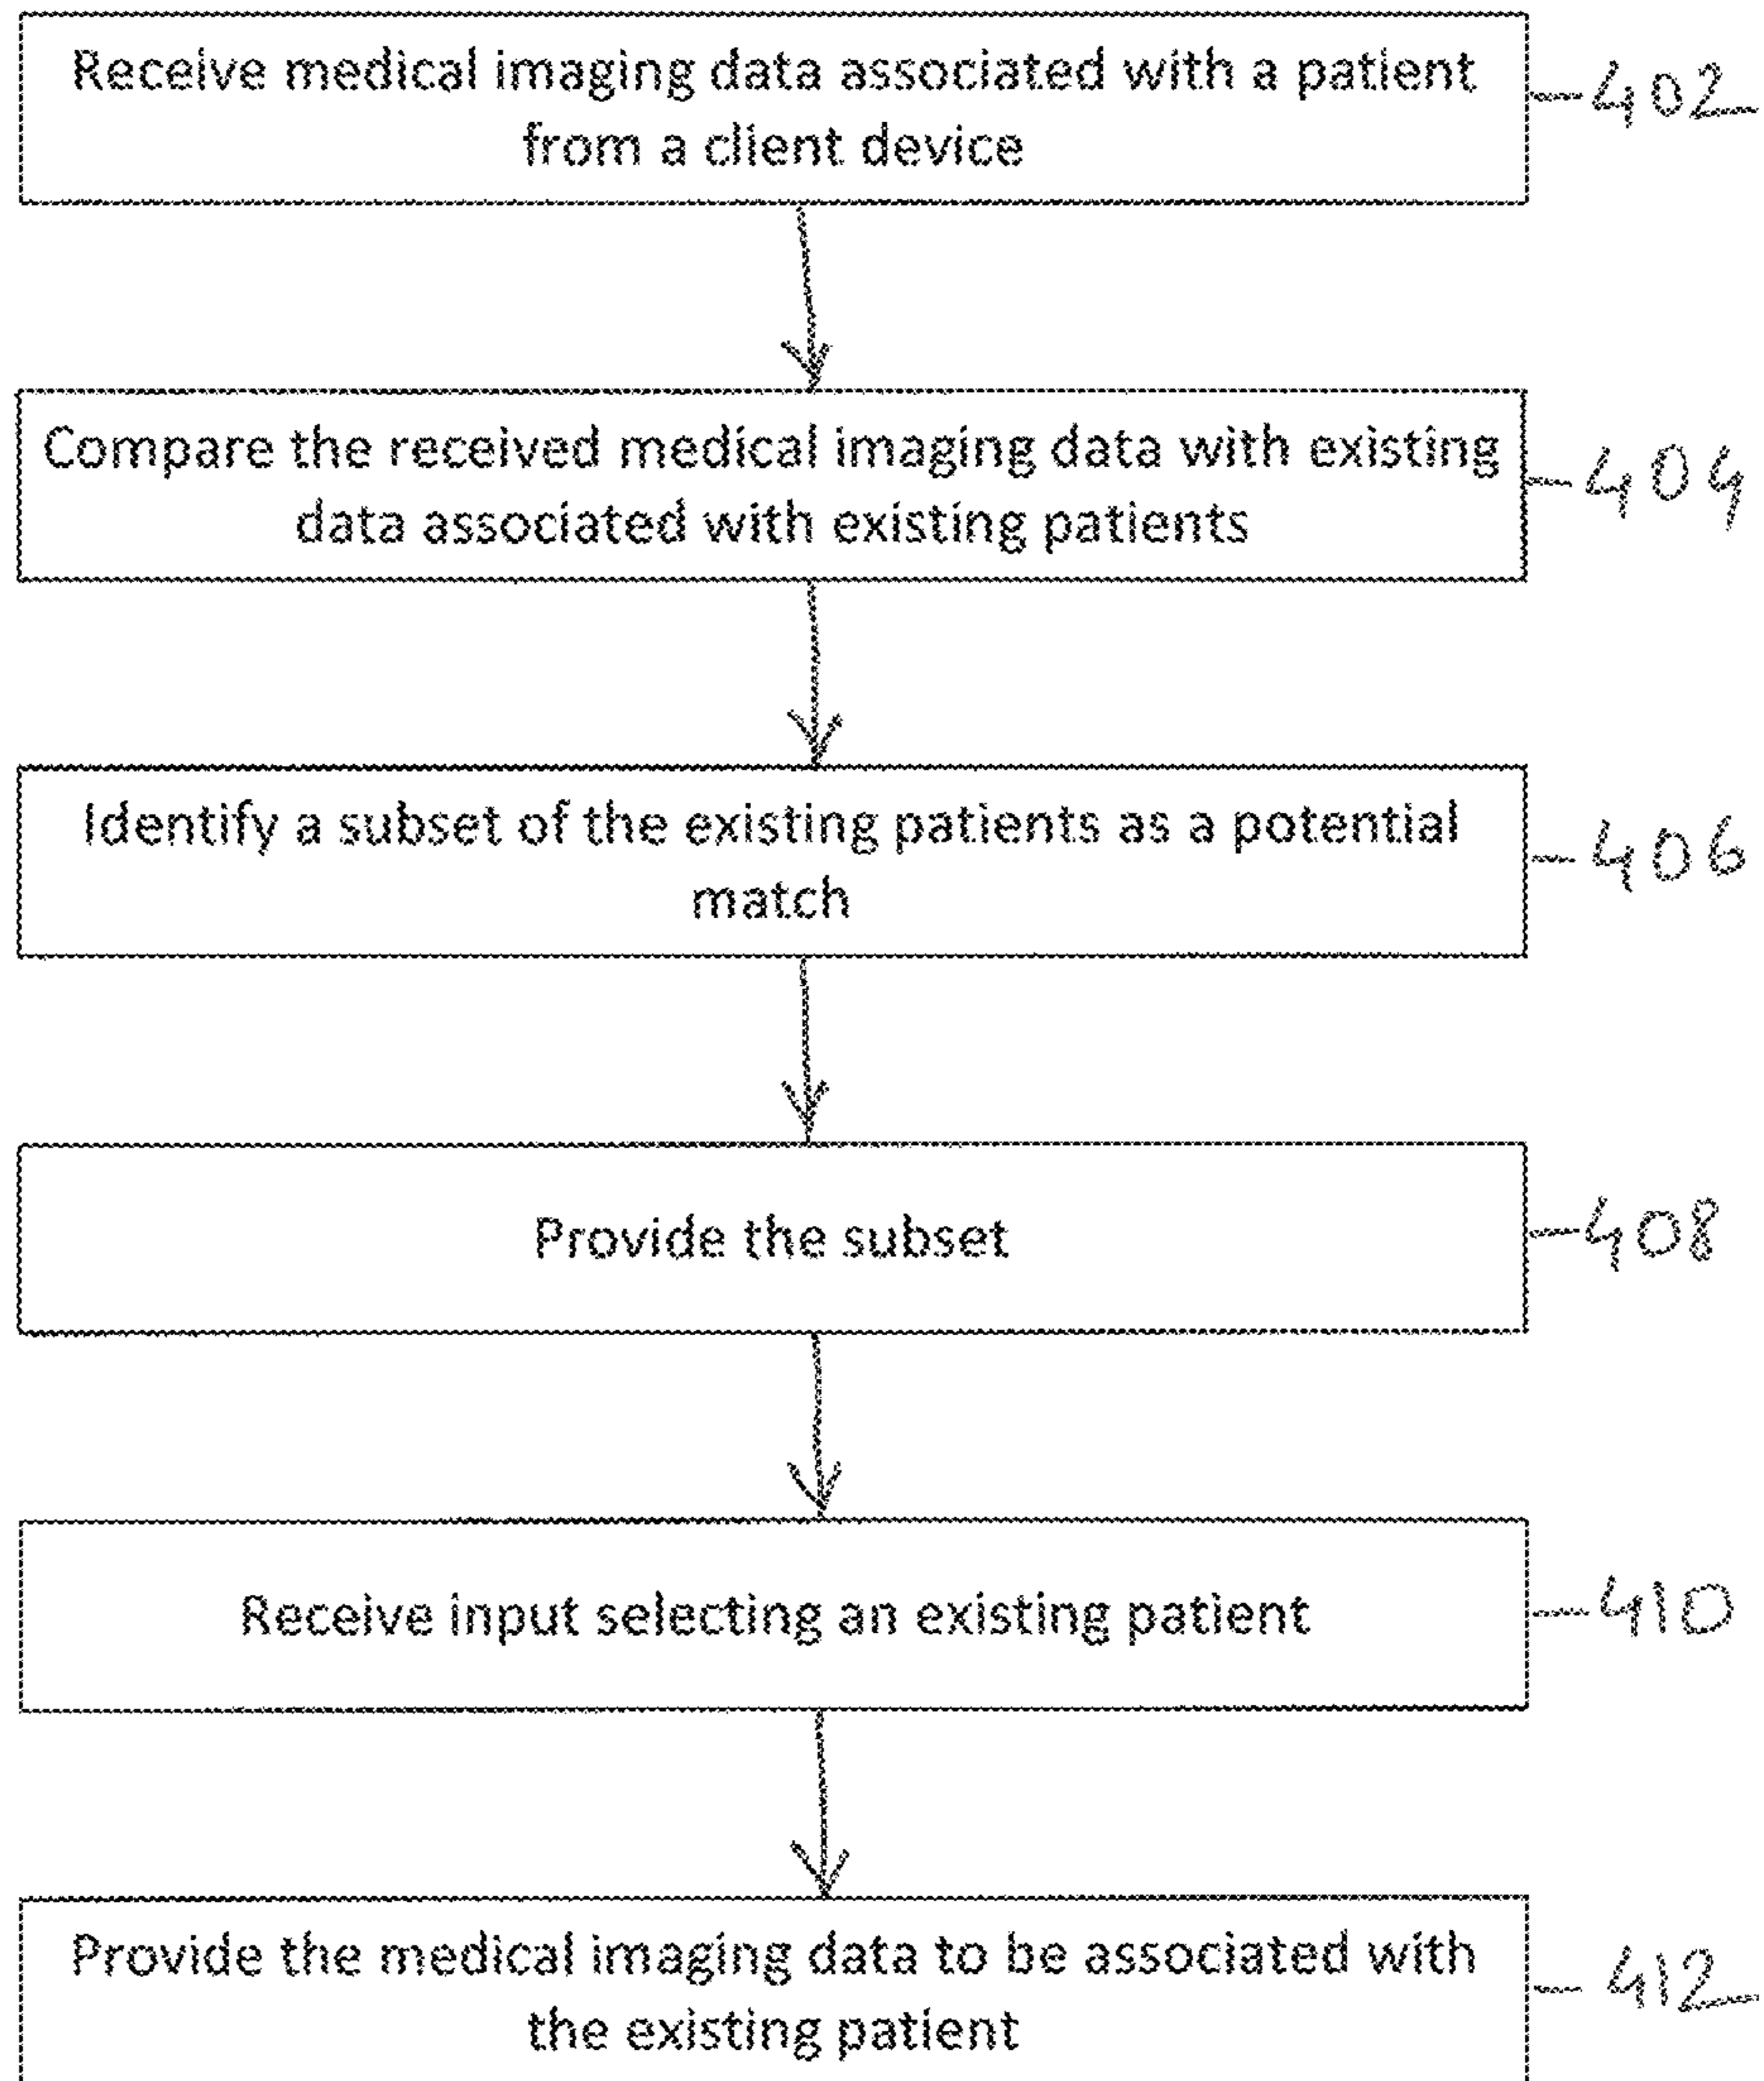 Receive medical imaging data associated with a patient
from a client device
402
Compare the received medical imaging data with existing
data associated with existing patients
404
Identify a subset of the existing patients as a potential
match
406
Provide the subset
408
Receive input selecting an existing patient
410
Provide the medical imaging data to be associated with
the existing patient
412